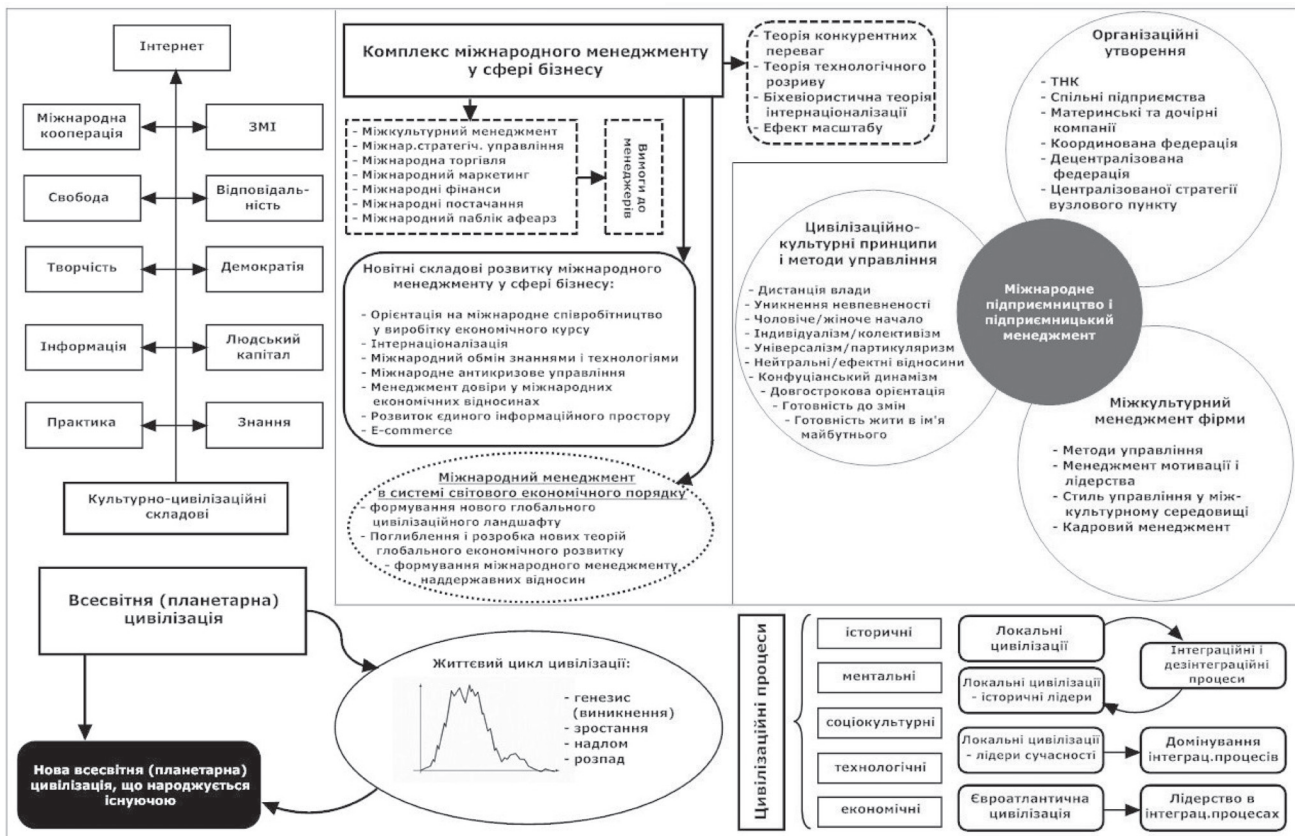 Інтернет
Міжнародна
кооперація
ЗМІ
Свобода
Відповідаль-
ність
Творчість
Демократія
Інформація
Людський
капітал
Практика
Знання
Культурно-цивілізаційні
складові
Комплекс міжнародного менеджменту
у сфері бізнесу
- Теорія конкурентних
переваг
- Теорія технологічного
розриву
- Біхевіористична теорія
інтернаціоналізації
- Ефект масштабу
- Міжкультурний менеджмент
- Міжнар.стратегіч. управління
- Міжнародна торгівля
- Міжнародний маркетинг
- Міжнародні фінанси
- Міжнародні постачання
- Міжнародний паблік афеарз
Вимоги до
менеджерів
Новітні складові розвитку міжнародного
менеджменту у сфері бізнесу:
- Орієнтація на міжнародне співробітництво
у виробітку економічного курсу
- Інтернаціоналізація
- Міжнародний обмін знаннями і технологіями
- Міжнародне антикризове управління
- Менеджмент довіри у міжнародних
економічних відносинах
- Розвиток єдиного інформаційного простору
- E-commerce
Міжнародний менеджмент
в системі світового економічного порядку
- формування нового глобального
цивілізаційного ландшафту
- Поглиблення і розробка нових теорій
глобального економічного розвитку
- формування міжнародного менеджменту
наддержавних відносин
Організаційні
утворення
- ТНК
- Спільні підприємства
- Материнські та дочірні
компанії
- Координована федерація
- Децентралізована
федерація
- Централізованої стратегії
вузлового пункту
Цивілізаційно-
культурні принципи
і методи управління
- Дистанція влади
- Уникнення невпевненості
- Чоловіче/жіноче начало
- Індивідуалізм/колективізм
- Універсалізм/партикуляризм
- Нейтральні/ефектні відносини
- Конфуціанський динамізм
- Довгострокова орієнтація
- Готовність до змін
- Готовність жити в ім'я
майбутнього
Міжнародне
підприємництво і
підприємницький
менеджмент
Міжкультурний
менеджмент фірми
- Методи управління
- Менеджмент мотивації і
лідерства
- Стиль управління у між-
культурному середовищі
- Кадровий менеджмент
Всесвітня (планетарна)
цивілізація
Життєвий цикл цивілізації:
- генезис
(виникнення)
- зростання
- надлом
- розпад
Нова всесвітня (планетарна)
цивілізація, що народжується
існуючою
Цивілізаційні процеси
історичні
ментальні
соціокультурні
технологічні
економічні
Локальні
цивілізації
Інтеграційні і
дезінтеграційні
процеси
Локальні цивілізації
- історичні лідери
Локальні цивілізації
- лідери сучасності
Домінування
інтеграц.процесів
Євроатлантична
цивілізація
Лідерство в
інтеграц.процесах